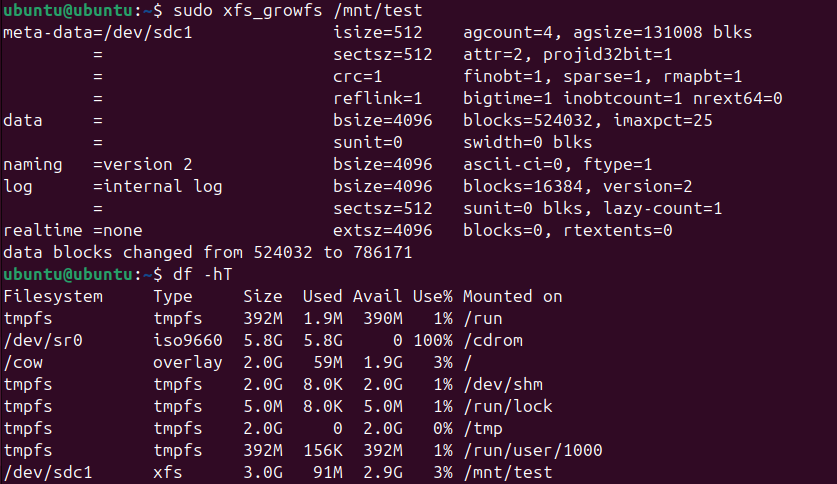 ubuntu@ubuntu:~$ sudo xfs_growfs /mnt/test
meta-data=/dev/sdc1              isize=512    agcount=4, agsize=131008 blks
         =                       sectsz=512   attr=2, projid32bit=1
         =                       crc=1        finobt=1, sparse=1, rmapbt=1
         =                       reflink=1    bigtime=1 inobtcount=1 nrext64=0
data     =                       bsize=4096   blocks=524032, imaxpct=25
         =                       sunit=0      swidth=0 blks
naming   =version 2              bsize=4096   ascii-ci=0, ftype=1
log      =internal log           bsize=4096   blocks=16384, version=2
         =                       sectsz=512   sunit=0 blks, lazy-count=1
realtime =none                   extsz=4096   blocks=0, rtextents=0
data blocks changed from 524032 to 786171
ubuntu@ubuntu:~$ df -hT
Filesystem     Type     Size  Used Avail Use% Mounted on
tmpfs          tmpfs    392M  1.9M  390M   1% /run
/dev/sr0       iso9660  5.8G  5.8G     0 100% /cdrom
/cow           overlay  2.0G   59M  1.9G   3% /
tmpfs          tmpfs    2.0G  8.0K  2.0G   1% /dev/shm
tmpfs          tmpfs    5.0M  8.0K  5.0M   1% /run/lock
tmpfs          tmpfs    2.0G     0  2.0G   0% /tmp
tmpfs          tmpfs    392M  156K  392M   1% /run/user/1000
/dev/sdc1      xfs      3.0G   91M  2.9G   3% /mnt/test